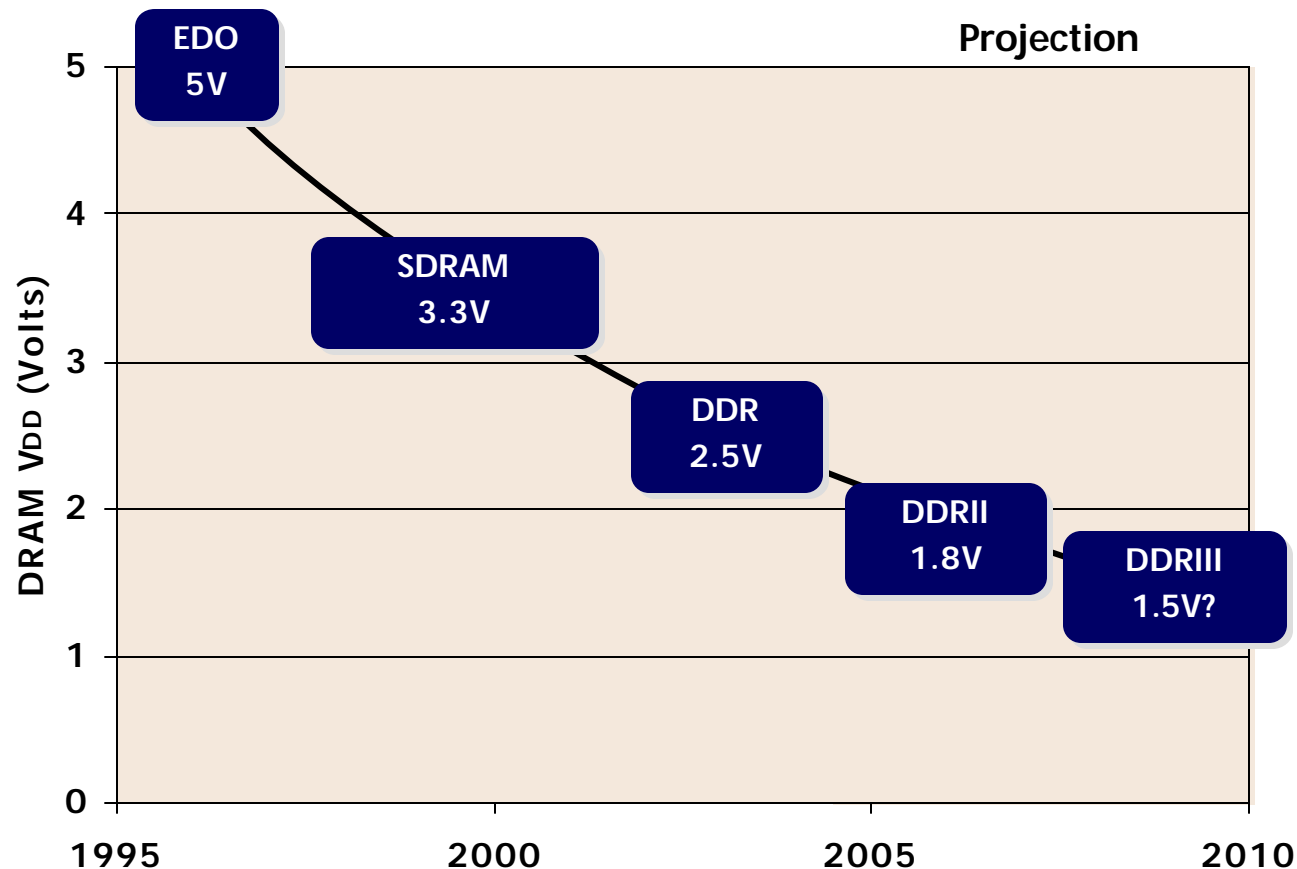 Projection
DRAM VDD (Volts)
5
4
3
2
1
0
EDO
5V
SDRAM
3.3V
DDR
2.5V
DDRII
1.8V
DDRIII
1.5V?
1995 2000 2005 2010